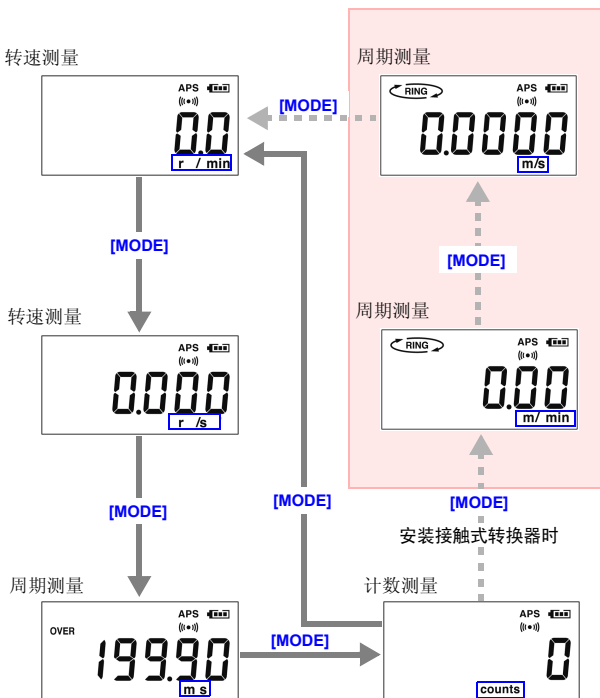 转速测量
APS
0.0
r / min
[MODE]
转速测量
APS
0.000
r /s
[MODE]
周期测量
APS
OVER
199.90
m s
[MODE]
计数测量
APS
0
counts
[MODE]
[MODE]
安装接触式转换器时
周期测量
RING
APS
0.00
m/ min
[MODE]
周期测量
RING
APS
0.0000
m/s
[MODE]